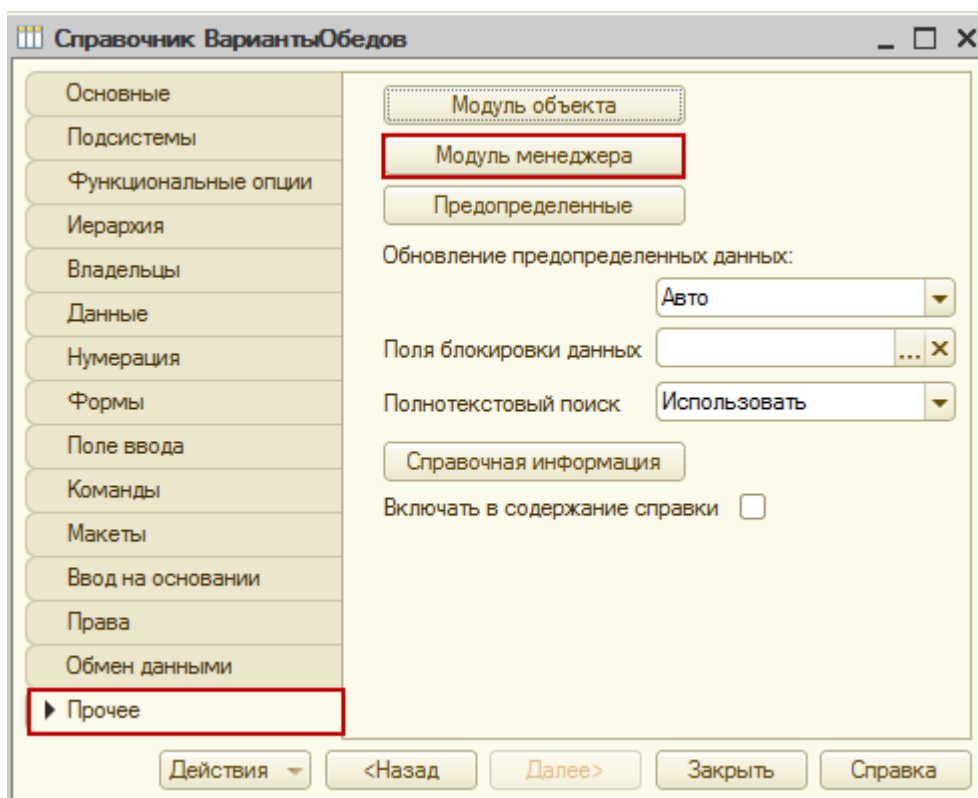 Справочник ВариантыОбедов
Основные
Подсистемы
Функциональные опции
Иерархия
Владельцы
Данные
Нумерация
Формы
Поле ввода
Команды
Макеты
Ввод на основании
Права
Обмен данными
Прочее
Модуль объекта
Модуль менеджера
Предопределенные
Обновление предопределенных данных:
Авто
Поля блокировки данных ...
Полнотекстовый поиск Использовать
Справочная информация
Включать в содержание справки
Действия <Назад Далее> Закрыть Справка